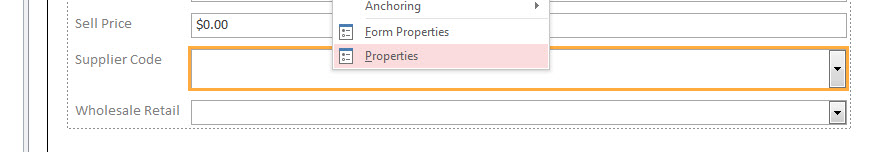 Anchoring
Sell Price $0.00
Form Properties
Properties
Supplier Code
Wholesale Retail